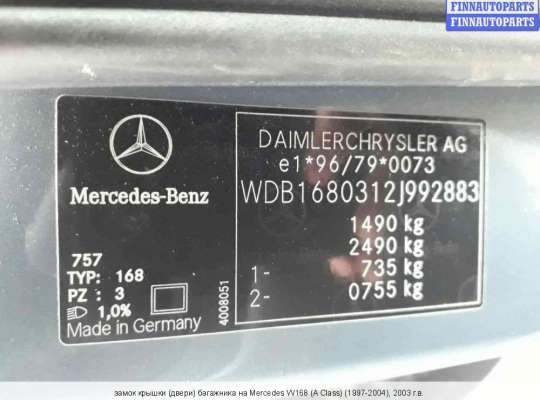 FINNAUTOPARTS
FINNAUTOPARTS
DAIMLERCHRYSLER AG
e1*96/79*0073
WDB1680312J992883
1490 kg
2490 kg
1- 735 kg
2- 0755 kg
Mercedes-Benz
757
TYP: 168
PZ : 3
1,0%
Made in Germany
4008051
замок крышки (двери) багажника на Mercedes W168 (A Class) (1997-2004), 2003 г.в.